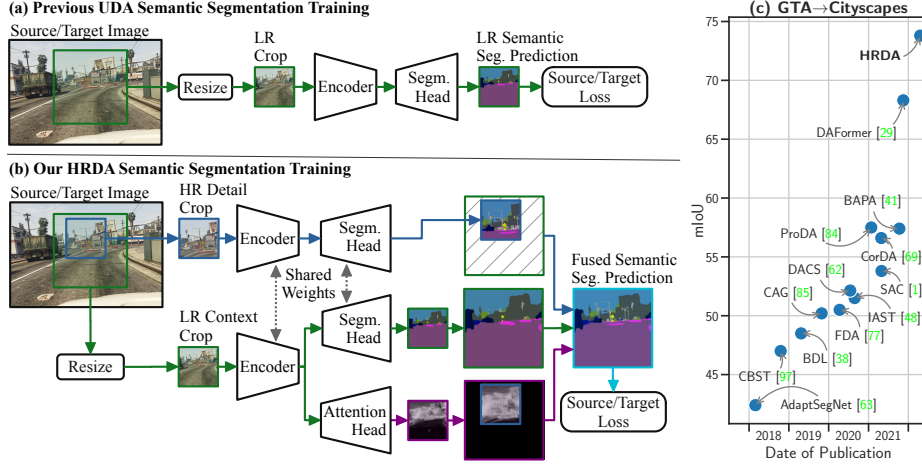 (a) Previous UDA Semantic Segmentation Training
Source/Target Image
Resize
LR
Crop
Encoder
Segm.
Head
LR Semantic
Seg. Prediction
Source/Target
Loss
(b) Our HRDA Semantic Segmentation Training
Source/Target Image
HR Detail
Crop
Encoder
Segm.
Head
Shared
Weights
Resize
LR Context
Crop
Encoder
Segm.
Head
Attention
Head
Fused Semantic
Seg. Prediction
Source/Target
Loss
(c) GTA→Cityscapes
mIoU
75
70
65
60
55
50
45
HRDA
DAFormer [29]
BAPA [41]
ProDA [84]
CorDA [69]
DACS [62]
SAC [1]
CAG [85]
IAST [48]
FDA [77]
BDL [38]
CBST [97]
AdaptSegNet [63]
2018 2019 2020 2021
Date of Publication